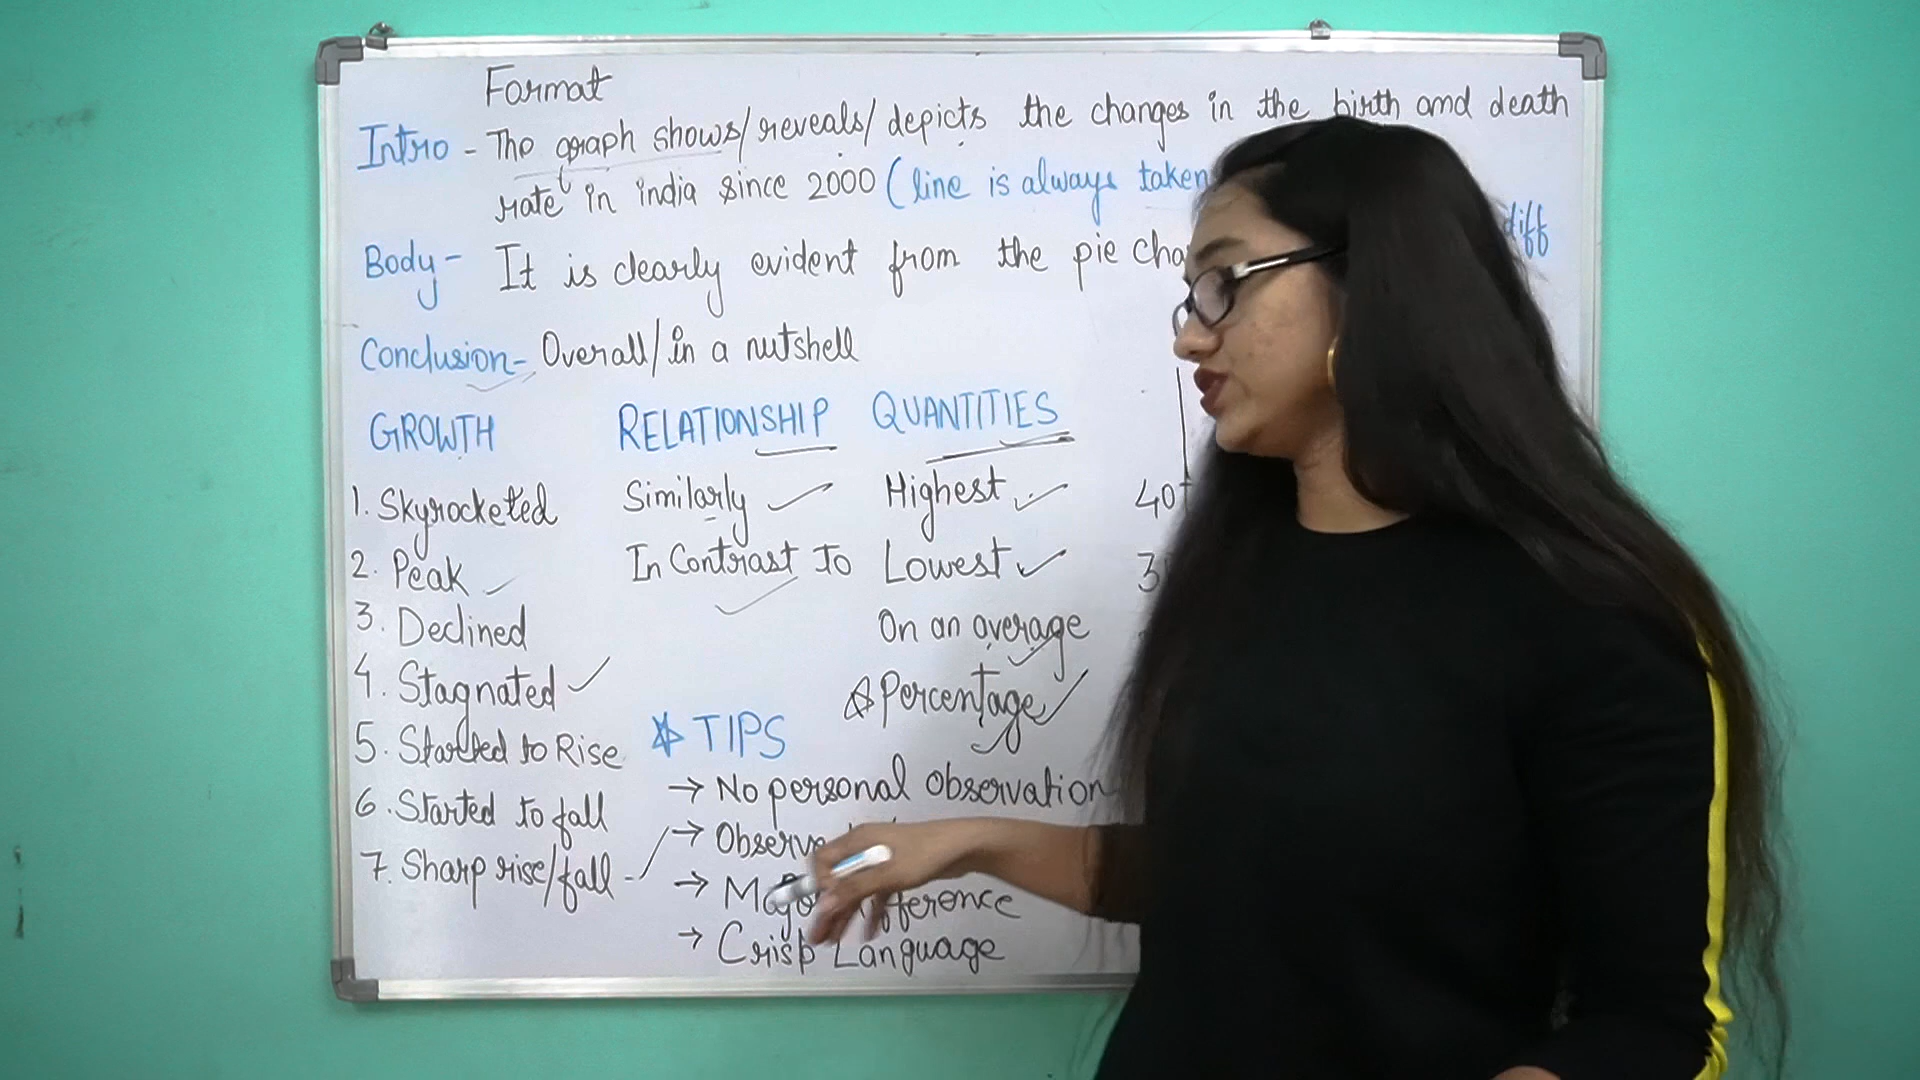 Format
Intro - The graph shows/reveals/depicts the changes in the birth and death
rate in india since 2000 (line is always taken
diff
Body - It is clearly evident from the pie
Conclusion - Overall/in a nutshell
GROWTH
1. Skyrocketed
2. Peak
3. Declined
4. Stagnated
5. Started to Rise
6. Started to fall
7. Sharp rise/fall -
RELATIONSHIP
Similarly
In Contrast To
QUANTITIES
Highest
Lowest
On an average
Percentage
40
TIPS
→ No personal observation
→
→ Major Difference
→ Crisp Language